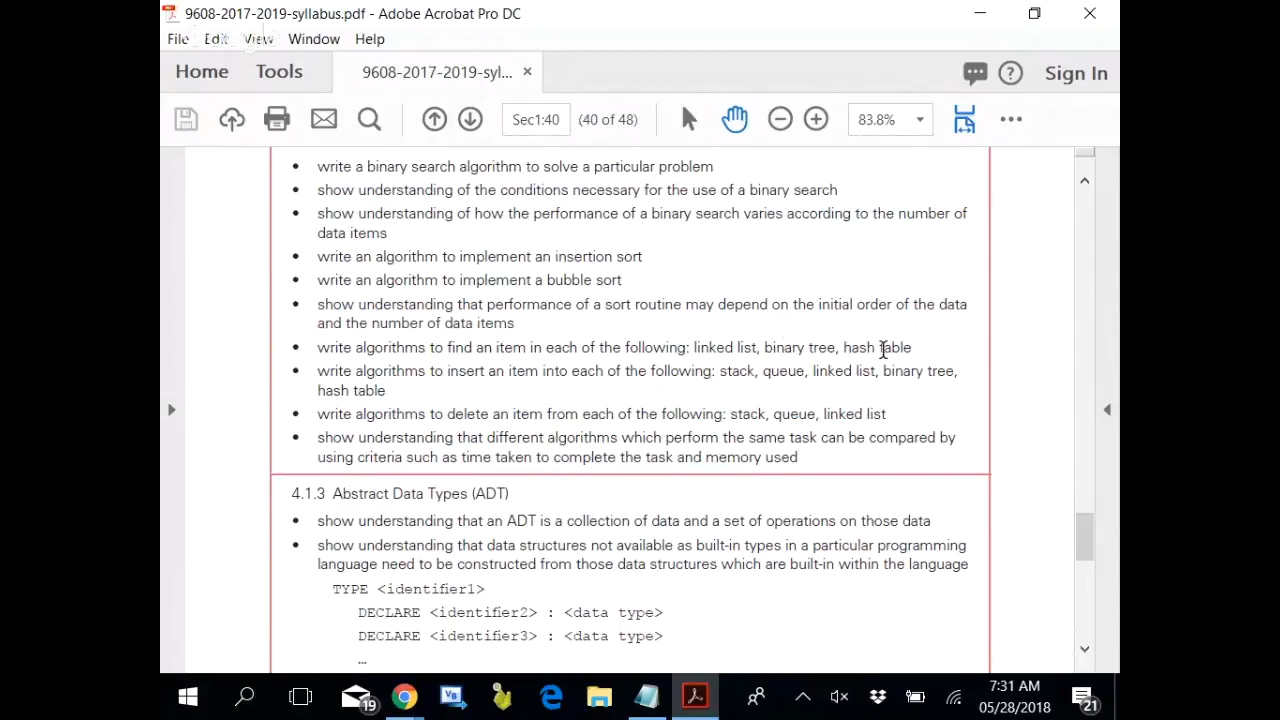 9608-2017-2019-syllabus.pdf - Adobe Acrobat Pro DC
File Edit View Window Help
Home Tools 9608-2017-2019-syl... × Sign In
Sec1:40 (40 of 48) 83.8%
• write a binary search algorithm to solve a particular problem
• show understanding of the conditions necessary for the use of a binary search
• show understanding of how the performance of a binary search varies according to the number of
data items
• write an algorithm to implement an insertion sort
• write an algorithm to implement a bubble sort
• show understanding that performance of a sort routine may depend on the initial order of the data
and the number of data items
• write algorithms to find an item in each of the following: linked list, binary tree, hash table
• write algorithms to insert an item into each of the following: stack, queue, linked list, binary tree,
hash table
• write algorithms to delete an item from each of the following: stack, queue, linked list
• show understanding that different algorithms which perform the same task can be compared by
using criteria such as time taken to complete the task and memory used
4.1.3 Abstract Data Types (ADT)
• show understanding that an ADT is a collection of data and a set of operations on those data
• show understanding that data structures not available as built-in types in a particular programming
language need to be constructed from those data structures which are built-in within the language
TYPE <identifier1>
DECLARE <identifier2> : <data type>
DECLARE <identifier3> : <data type>
…
19
VB
7:31 AM
05/28/2018
21